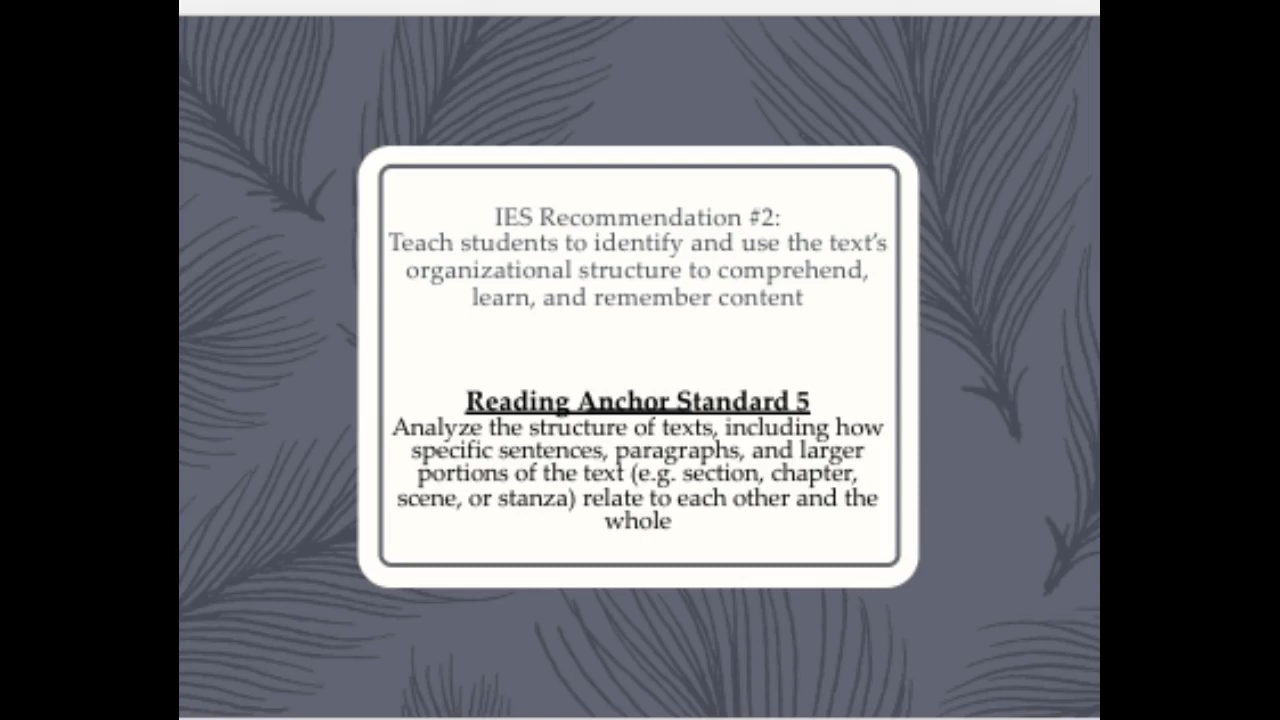 IES Recommendation #2:
Teach students to identify and use the text's
organizational structure to comprehend,
learn, and remember content
Reading Anchor Standard 5
Analyze the structure of texts, including how
specific sentences, paragraphs, and larger
portions of the text (e.g. section, chapter,
scene, or stanza) relate to each other and the
whole